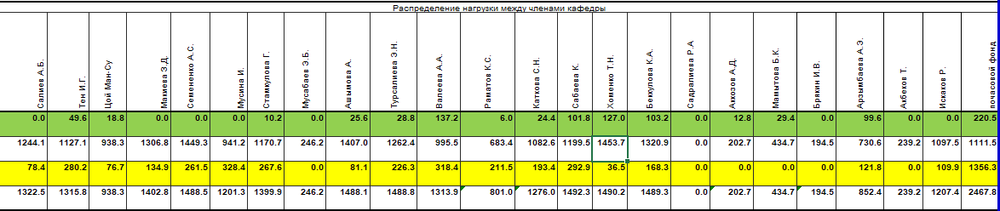 Распределение нагрузки между членами кафедры
Салиев А.Б. Тен И.Г. Цой Ман-Су Макиева З.Д. Семененко А.С. Мусина И. Стамкулова Г. Мусабаев Э.Б. Ашымова А. Турсалиева Э.Н. Валеева А.А. Раматов К.С. Каткова С.Н. Сабаева К. Хоменко Т.Н. Беккулова К.А. Садралиева Р.А Аккозов А.Д. Мамытова Б.К. Брякин И.В. Арзымбаева А.Э. Акбеков Т. Исхаков Р. почасовой фонд
0.0 49.6 18.8 0.0 0.0 0.0 10.2 0.0 25.6 28.8 137.2 6.0 24.4 101.8 127.0 103.2 0.0 12.8 29.4 0.0 99.6 0.0 0.0 220.5
1244.1 1127.1 938.3 1306.8 1449.3 941.2 1170.7 246.2 1407.0 1262.4 995.5 683.4 1082.6 1199.5 1453.7 1320.9 0.0 202.7 434.7 194.5 730.6 239.2 1097.5 1111.5
78.4 280.2 76.7 134.9 261.5 328.4 267.6 0.0 81.1 226.3 318.4 211.5 193.4 292.9 36.5 168.3 0.0 0.0 0.0 0.0 121.8 0.0 109.9 1356.3
1322.5 1315.8 938.3 1402.8 1488.5 1201.3 1399.9 246.2 1488.1 1488.8 1313.9 801.0 1276.0 1492.3 1490.2 1489.3 0.0 202.7 434.7 194.5 852.4 239.2 1207.4 2467.8